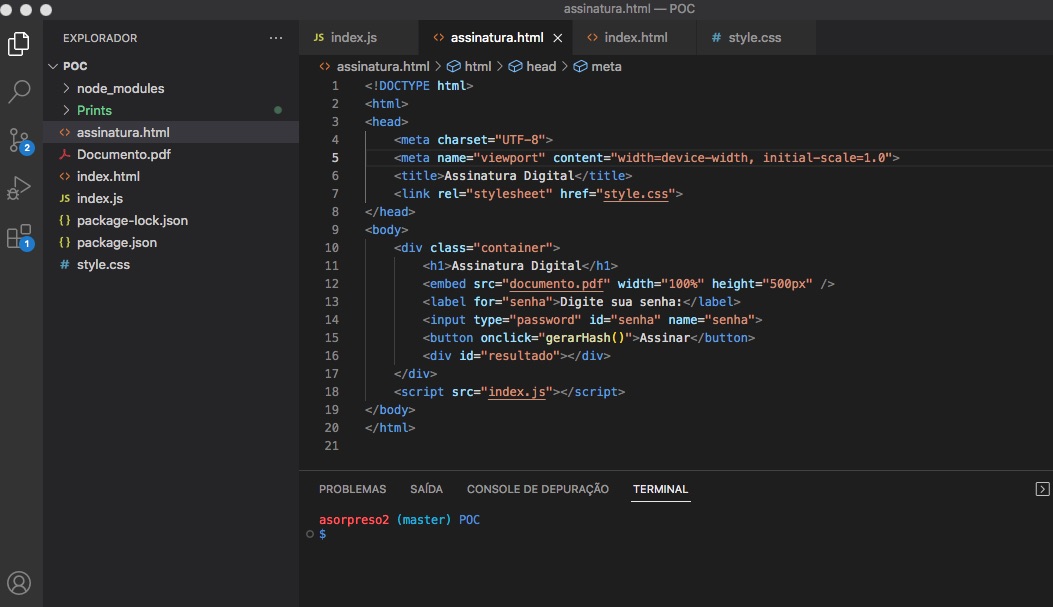 assinatura.html — POC
EXPLORADOR
POC
node_modules
Prints
assinatura.html
Documento.pdf
index.html
JS index.js
{} package-lock.json
{} package.json
# style.css
2
1
JS index.js
<> assinatura.html
<> index.html
# style.css
<> assinatura.html > html > head > meta
1 <!DOCTYPE html>
2 <html>
3 <head>
4 <meta charset="UTF-8">
5 <meta name="viewport" content="width=device-width, initial-scale=1.0">
6 <title>Assinatura Digital</title>
7 <link rel="stylesheet" href="style.css">
8 </head>
9 <body>
10 <div class="container">
11 <h1>Assinatura Digital</h1>
12 <embed src="documento.pdf" width="100%" height="500px" />
13 <label for="senha">Digite sua senha:</label>
14 <input type="password" id="senha" name="senha">
15 <button onclick="gerarHash()">Assinar</button>
16 <div id="resultado"></div>
17 </div>
18 <script src="index.js"></script>
19 </body>
20 </html>
21
PROBLEMAS SAÍDA CONSOLE DE DEPURAÇÃO TERMINAL
asorpreso2 (master) POC
$